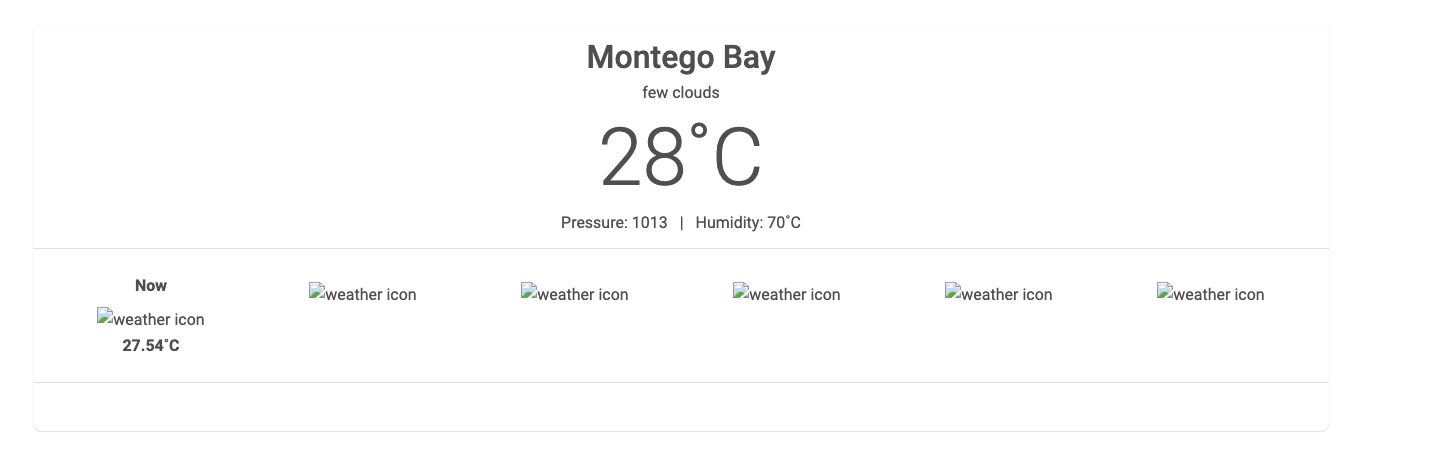 Montego Bay
few clouds
28˚C
Pressure: 1013 | Humidity: 70˚C
Now
weather icon
27.54˚C
weather icon
weather icon
weather icon
weather icon
weather icon